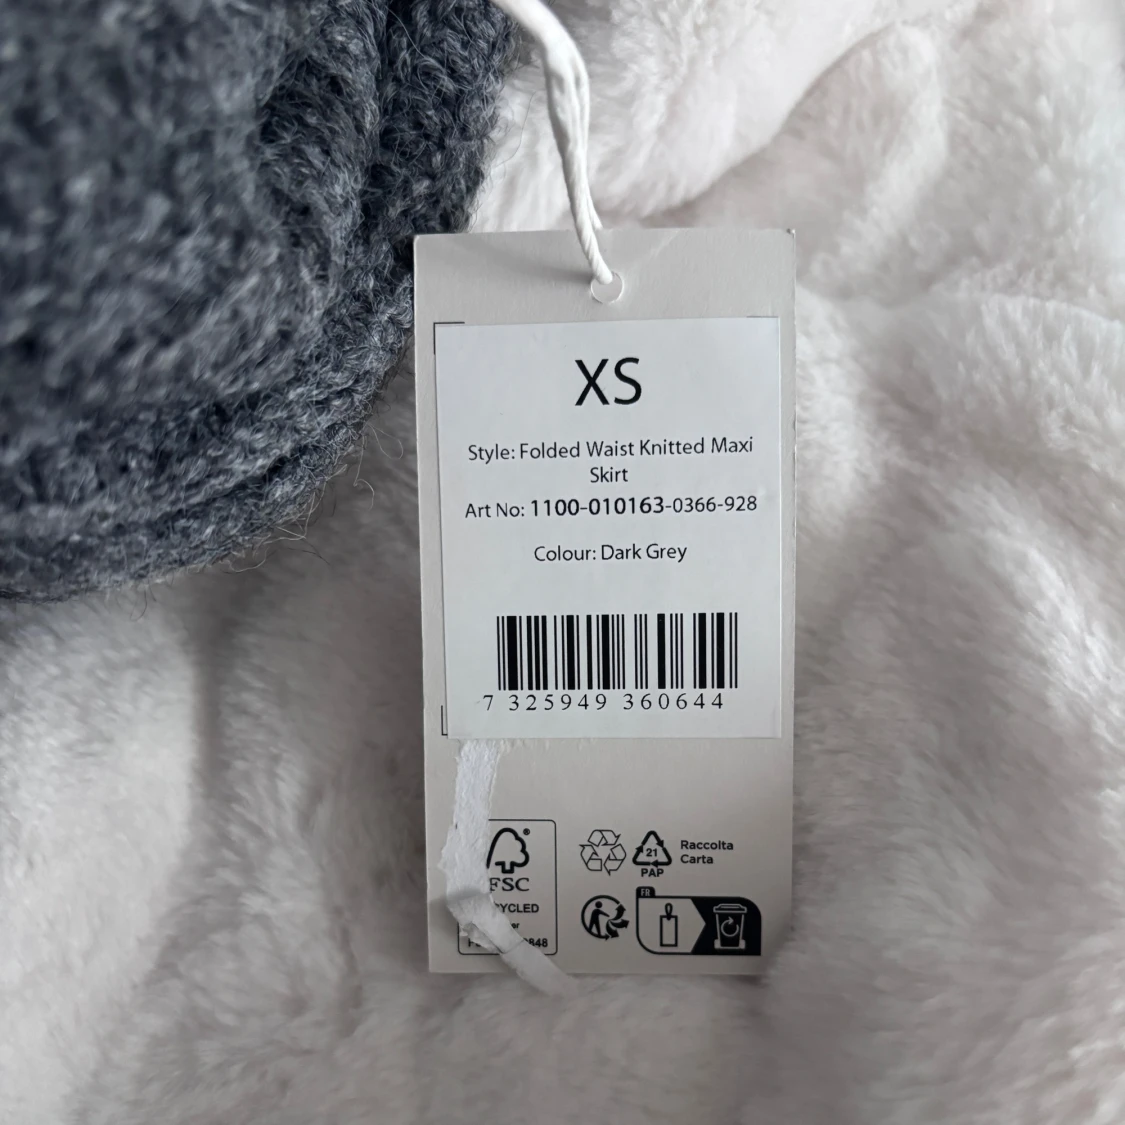 XS
Style: Folded Waist Knitted Maxi
Skirt
Art No: 1100-010163-0366-928
Colour: Dark Grey
7 325949 360644
FSC
21
PAP
Raccolta
Carta
FR